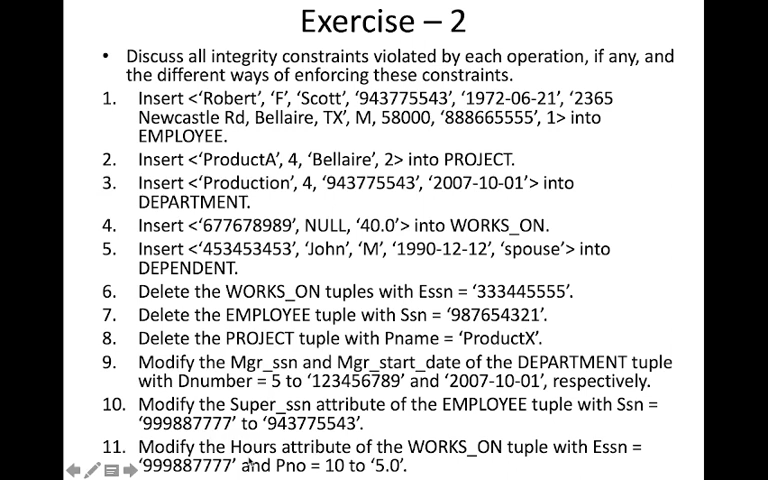 Exercise – 2
• Discuss all integrity constraints violated by each operation, if any, and
the different ways of enforcing these constraints.
1. Insert <‘Robert’, ‘F’, ‘Scott’, ‘943775543’, ‘1972-06-21’, ‘2365
Newcastle Rd, Bellaire, TX’, M, 58000, ‘888665555’, 1> into
EMPLOYEE.
2. Insert <‘ProductA’, 4, ‘Bellaire’, 2> into PROJECT.
3. Insert <‘Production’, 4, ‘943775543’, ‘2007-10-01’> into
DEPARTMENT.
4. Insert <‘677678989’, NULL, ‘40.0’> into WORKS_ON.
5. Insert <‘453453453’, ‘John’, ‘M’, ‘1990-12-12’, ‘spouse’> into
DEPENDENT.
6. Delete the WORKS_ON tuples with Essn = ‘333445555’.
7. Delete the EMPLOYEE tuple with Ssn = ‘987654321’.
8. Delete the PROJECT tuple with Pname = ‘ProductX’.
9. Modify the Mgr_ssn and Mgr_start_date of the DEPARTMENT tuple
with Dnumber = 5 to ‘123456789’ and ‘2007-10-01’, respectively.
10. Modify the Super_ssn attribute of the EMPLOYEE tuple with Ssn =
‘999887777’ to ‘943775543’.
11. Modify the Hours attribute of the WORKS_ON tuple with Essn =
‘999887777’ and Pno = 10 to ‘5.0’.